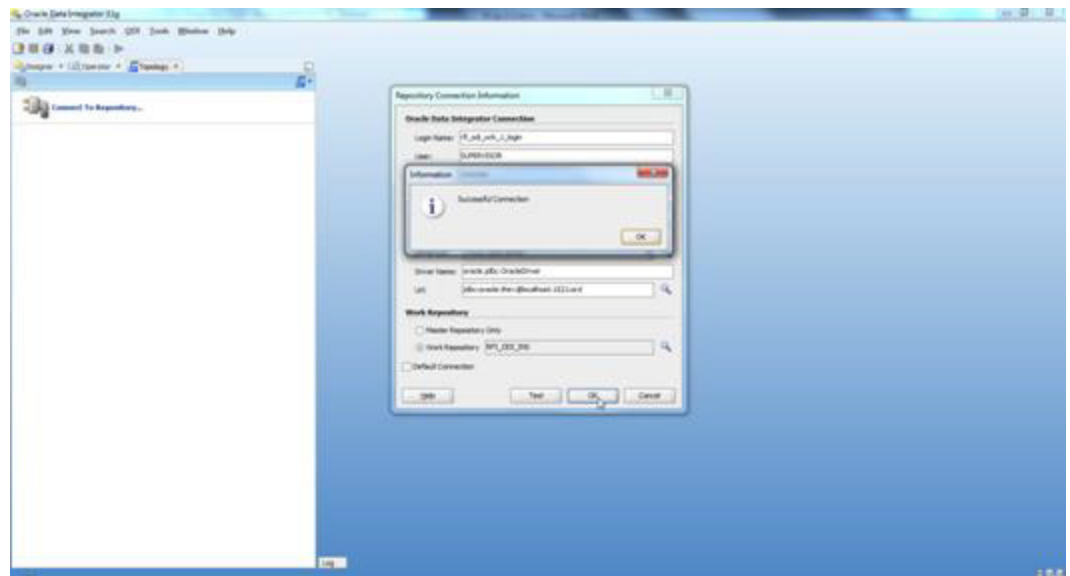 Oracle Data Integrator 11g
File Edit View Search ODI Tools Window Help
Designer Operator Topology
Connect To Repository...
Repository Connection Information
Oracle Data Integrator Connection
Login Name:
User: SUPERVISOR
Information
Successful Connection
OK
Driver Name: oracle.jdbc.OracleDriver
Url:
Work Repository
Master Repository Only
Work Repository
Default Connection
Help Test OK Cancel
Log